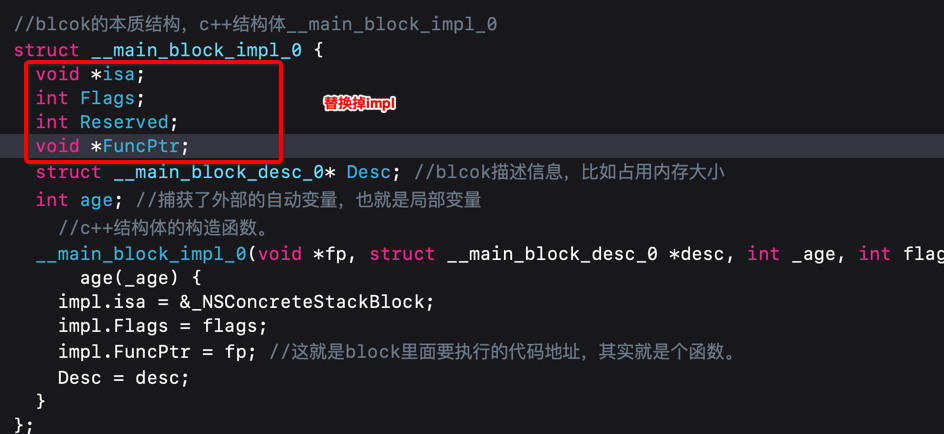 //blcok的本质结构，c++结构体__main_block_impl_0
struct __main_block_impl_0 {
void *isa;
int Flags;
替换掉impl
int Reserved;
void *FuncPtr;
struct __main_block_desc_0* Desc; //blcok描述信息，比如占用内存大小
int age; //捕获了外部的自动变量，也就是局部变量
//c++结构体的构造函数。
__main_block_impl_0(void *fp, struct __main_block_desc_0 *desc, int _age, int flag
age(_age) {
impl.isa = &_NSConcreteStackBlock;
impl.Flags = flags;
impl.FuncPtr = fp; //这就是block里面要执行的代码地址，其实就是个函数。
Desc = desc;
}
};